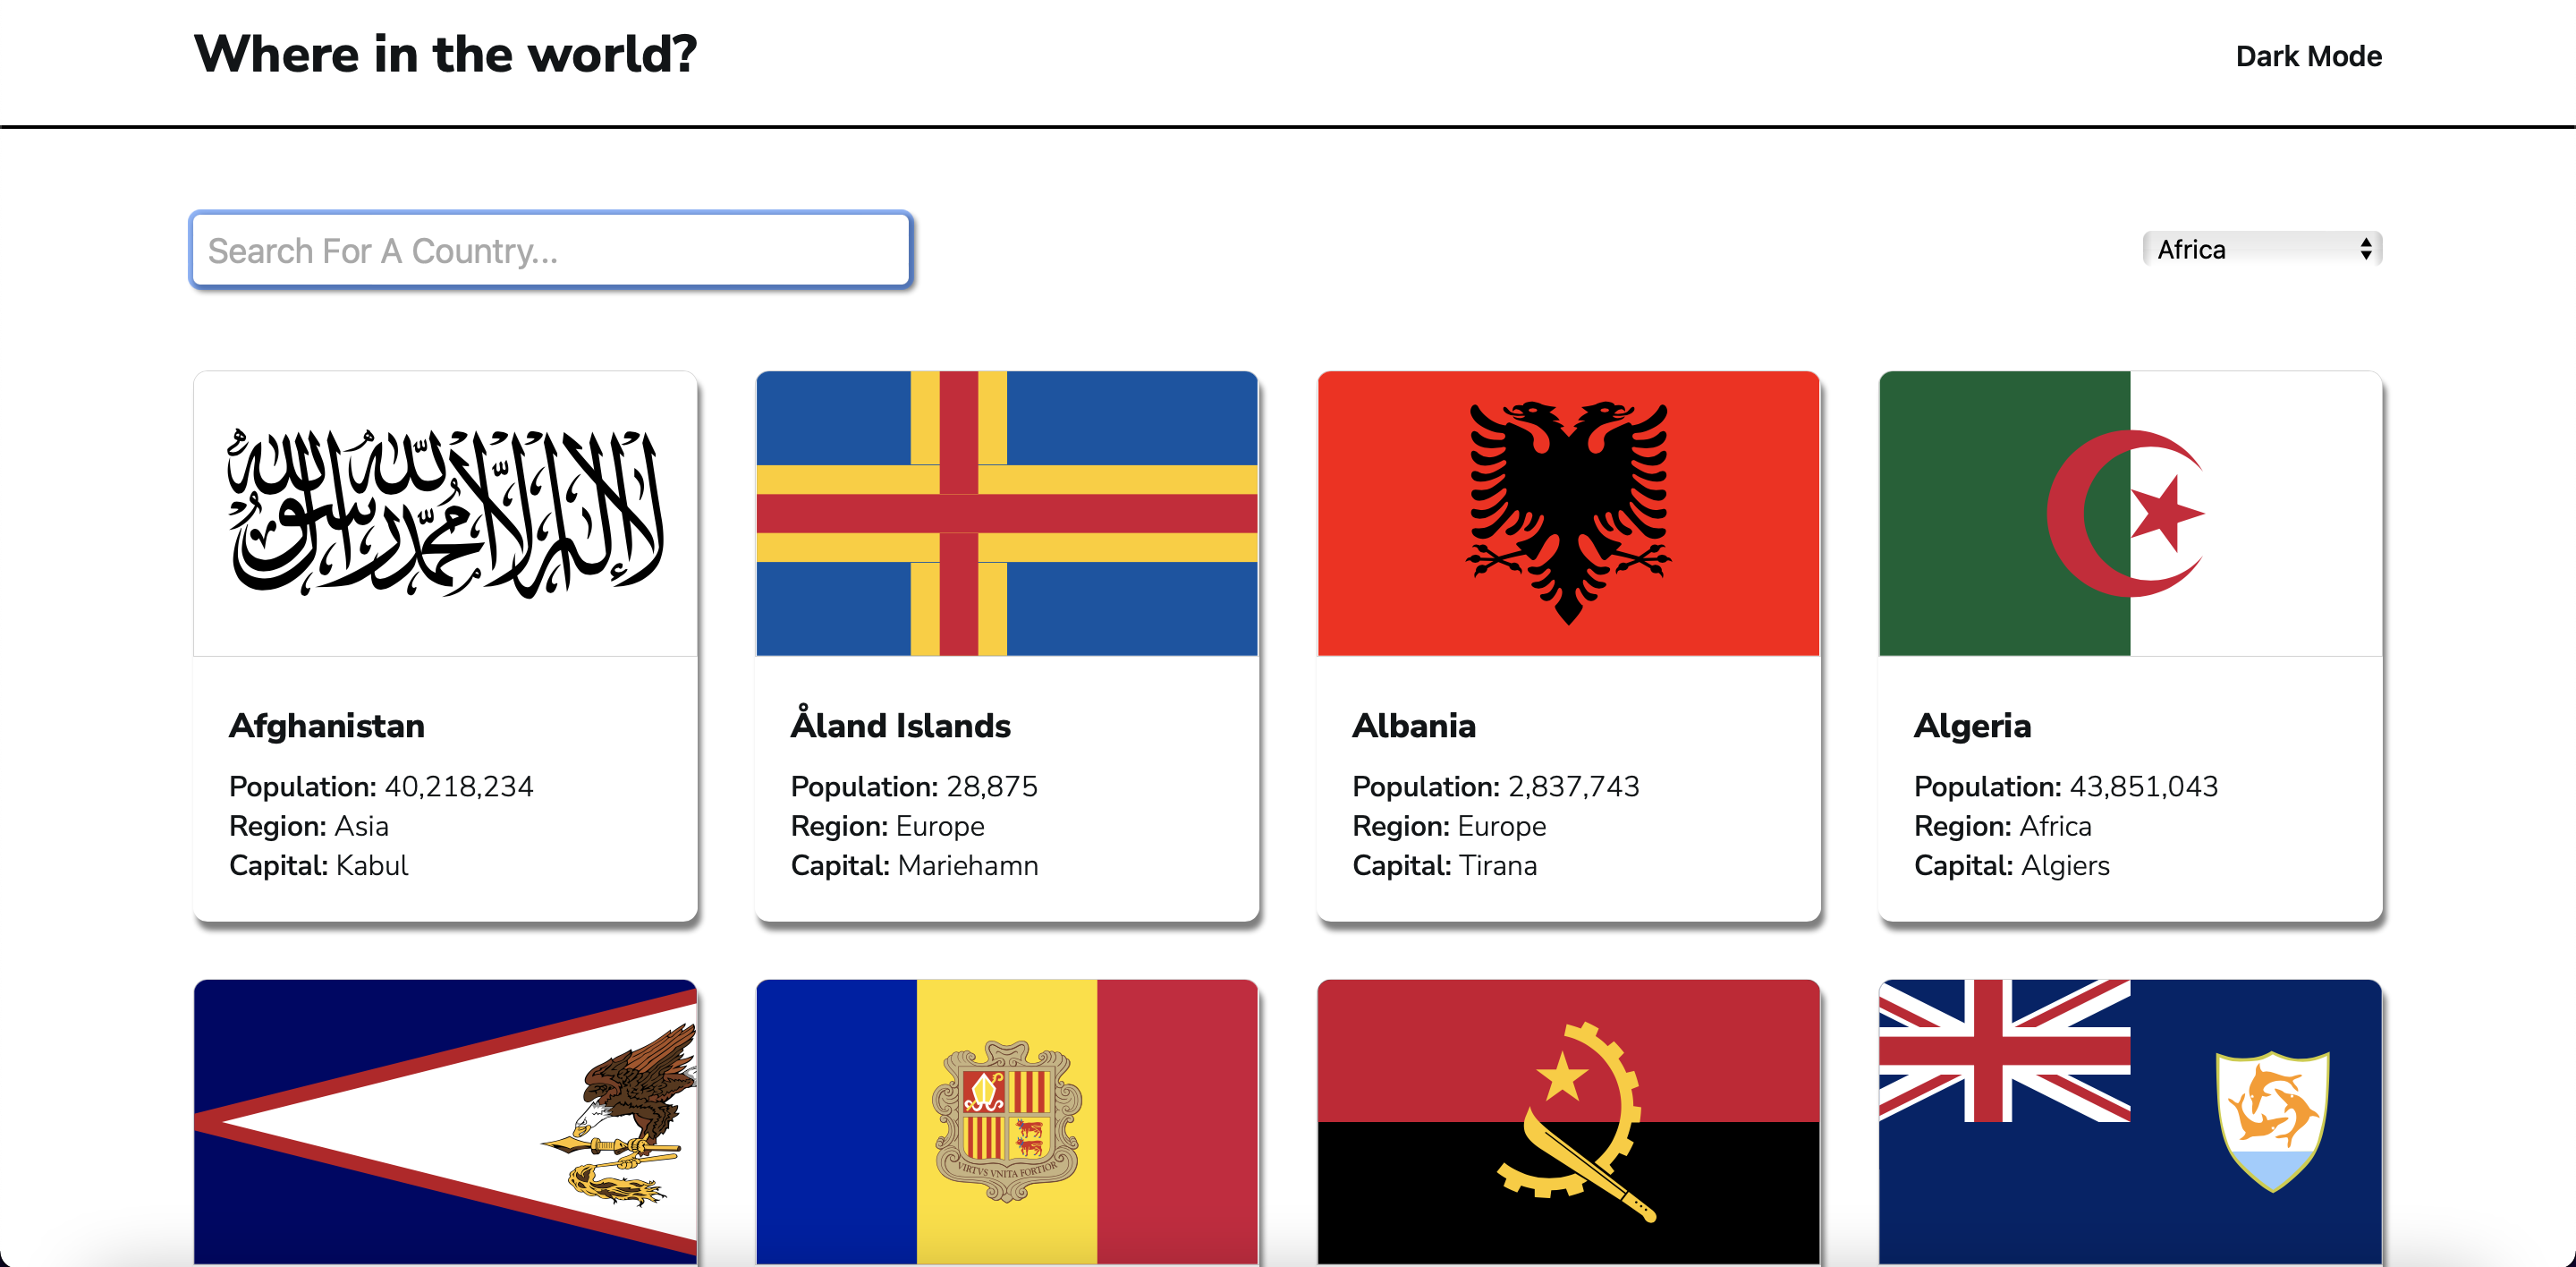 Where in the world?
Dark Mode
Search For A Country...
Africa
لا إله إلا الله محمد رسول الله
Afghanistan
Population: 40,218,234
Region: Asia
Capital: Kabul
Åland Islands
Population: 28,875
Region: Europe
Capital: Mariehamn
Albania
Population: 2,837,743
Region: Europe
Capital: Tirana
Algeria
Population: 43,851,043
Region: Africa
Capital: Algiers
VIRTVS VNITA FORTIOR